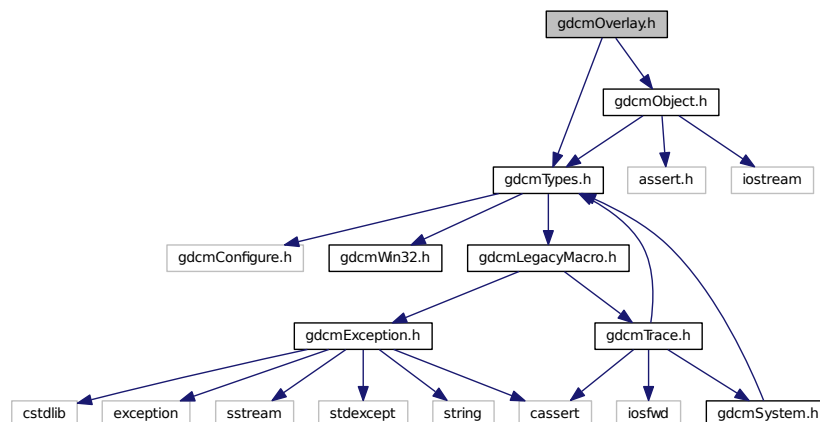 gdcmOverlay.h
gdcmObject.h
gdcmTypes.h
assert.h
iostream
gdcmConfigure.h
gdcmWin32.h
gdcmLegacyMacro.h
gdcmException.h
gdcmTrace.h
cstdlib
exception
sstream
stdexcept
string
cassert
iosfwd
gdcmSystem.h